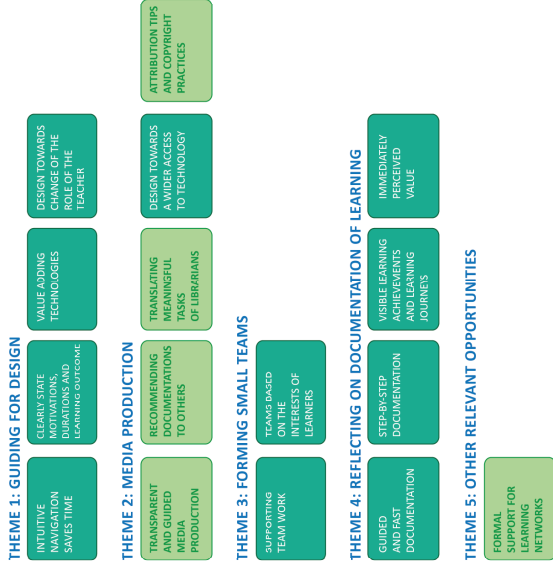 THEME 1: GUIDING FOR DESIGN
INTUITIVE
NAVIGATION
SAVES TIME
CLEARLY STATE
MOTIVATIONS,
DURATIONS AND
LEARNING OUTCOME
VALUE ADDING
TECHNOLOGIES
DESIGN TOWARDS
CHANGE OF THE
ROLE OF THE
TEACHER
THEME 2: MEDIA PRODUCTION
TRANSPARENT
AND GUIDED
MEDIA
PRODUCTION
RECOMMENDING
DOCUMENTATIONS
TO OTHERS
TRANSLATING
MEANINGFUL
TASKS
OF LIBRARIANS
DESIGN TOWARDS
A WIDER ACCESS
TO TECHNOLOGY
ATTRIBUTION TIPS
AND COPYRIGHT
PRACTICES
THEME 3: FORMING SMALL TEAMS
SUPPORTING
TEAM WORK
TEAMS BASED
ON THE
INTERESTS OF
LEARNERS
THEME 4: REFLECTING ON DOCUMENTATION OF LEARNING
GUIDED
AND FAST
DOCUMENTATION
STEP-BY-STEP
DOCUMENTATION
VISIBLE LEARNING
ACHIEVEMENTS
AND LEARNING
JOURNEYS
IMMEDIATELY
PERCEIVED
VALUE
THEME 5: OTHER RELEVANT OPPORTUNITIES
FORMAL
SUPPORT FOR
LEARNING
NETWORKS